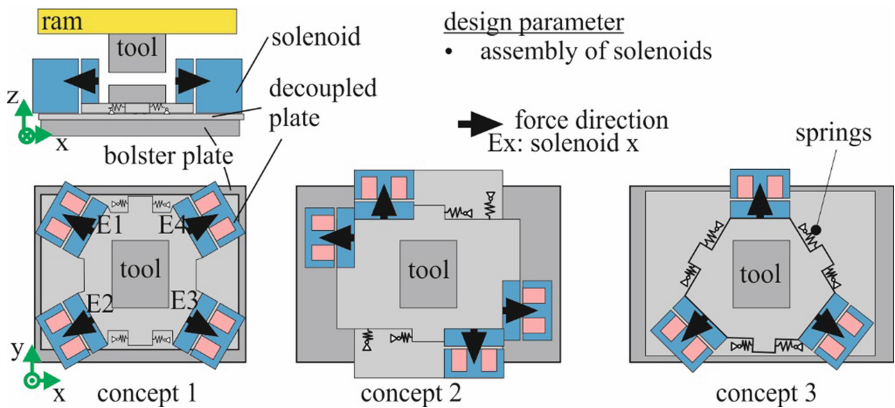 ram
tool
solenoid
decoupled
plate
z
x
bolster plate
design parameter
• assembly of solenoids
force direction
Ex: solenoid x
springs
E1
E4
tool
E2
E3
y
x
concept 1
tool
concept 2
tool
concept 3